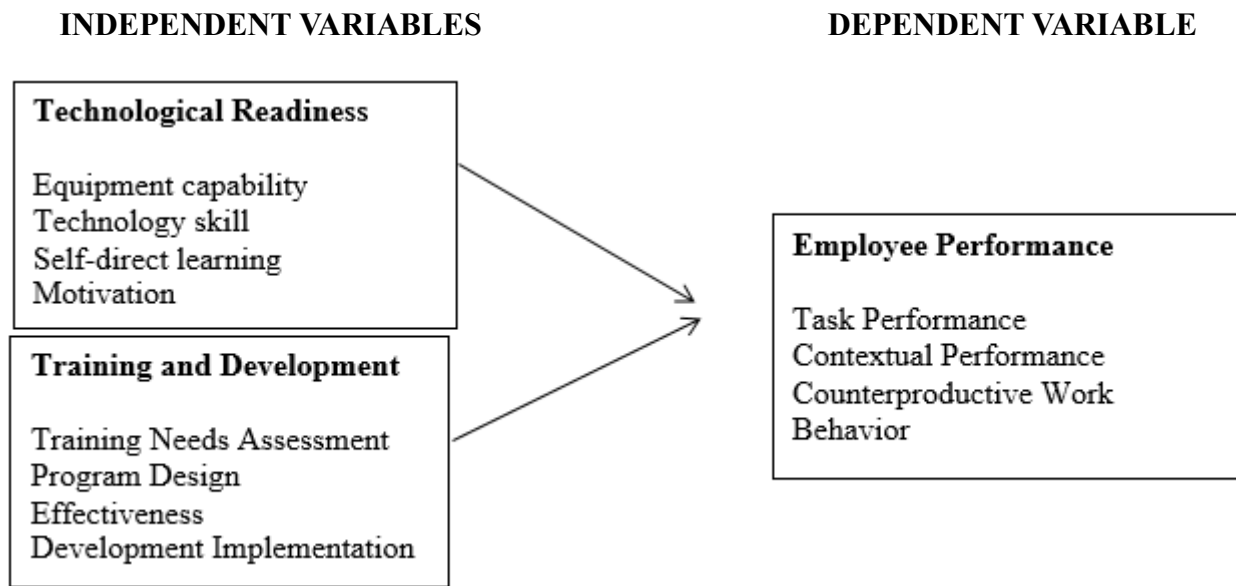 INDEPENDENT VARIABLES
DEPENDENT VARIABLE
Technological Readiness
Equipment capability
Technology skill
Self-direct learning
Motivation
Training and Development
Training Needs Assessment
Program Design
Effectiveness
Development Implementation
Employee Performance
Task Performance
Contextual Performance
Counterproductive Work
Behavior